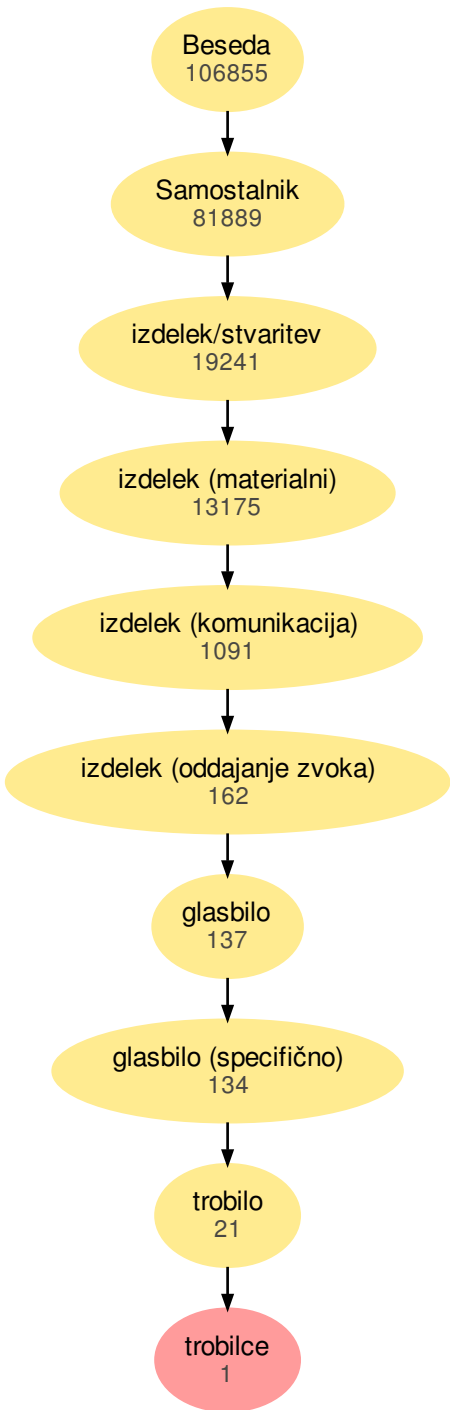 Beseda
106855
Samostalnik
81889
izdelek/stvaritev
19241
izdelek (materialni)
13175
izdelek (komunikacija)
1091
izdelek (oddajanje zvoka)
162
glasbilo
137
glasbilo (specifično)
134
trobilo
21
trobilce
1